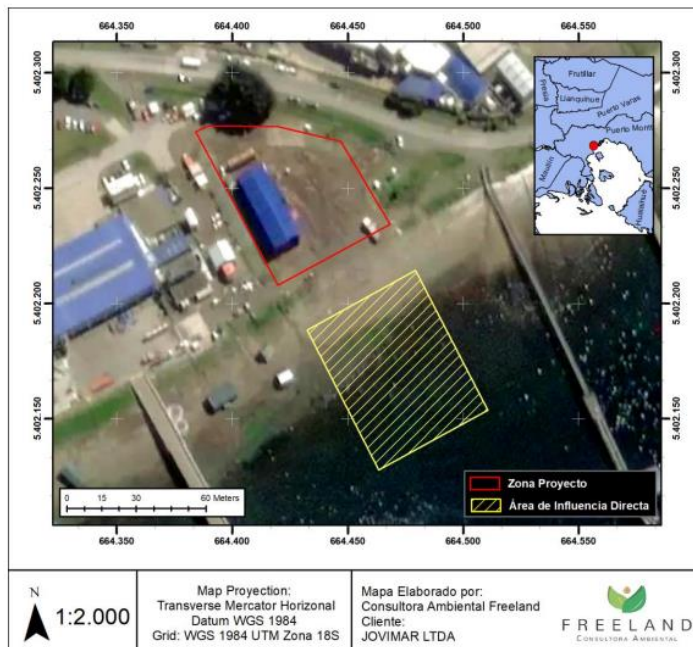 664.350 664.400 664.450 664.510 664.550
5.402.300 5.402.300
5.402.250 5.402.250
5.402.200 5.402.200
5.402.150 5.402.150
Frutillar
Llanquihue
Puerto Varas
Puerto Montt
Maullín
Hualaihue
Zona Proyecto
Área de Influencia Directa
0 15 30 60 Meters
664.350 664.400 664.450 664.510 664.550
N
1:2.000
Map Proyection:
Transverse Mercator Horizonal
Datum WGS 1984
Grid: WGS 1984 UTM Zona 18S
Mapa Elaborado por:
Consultora Ambiental Freeland
Cliente:
JOVIMAR LTDA
FREELAND
CONSULTORA AMBIENTAL